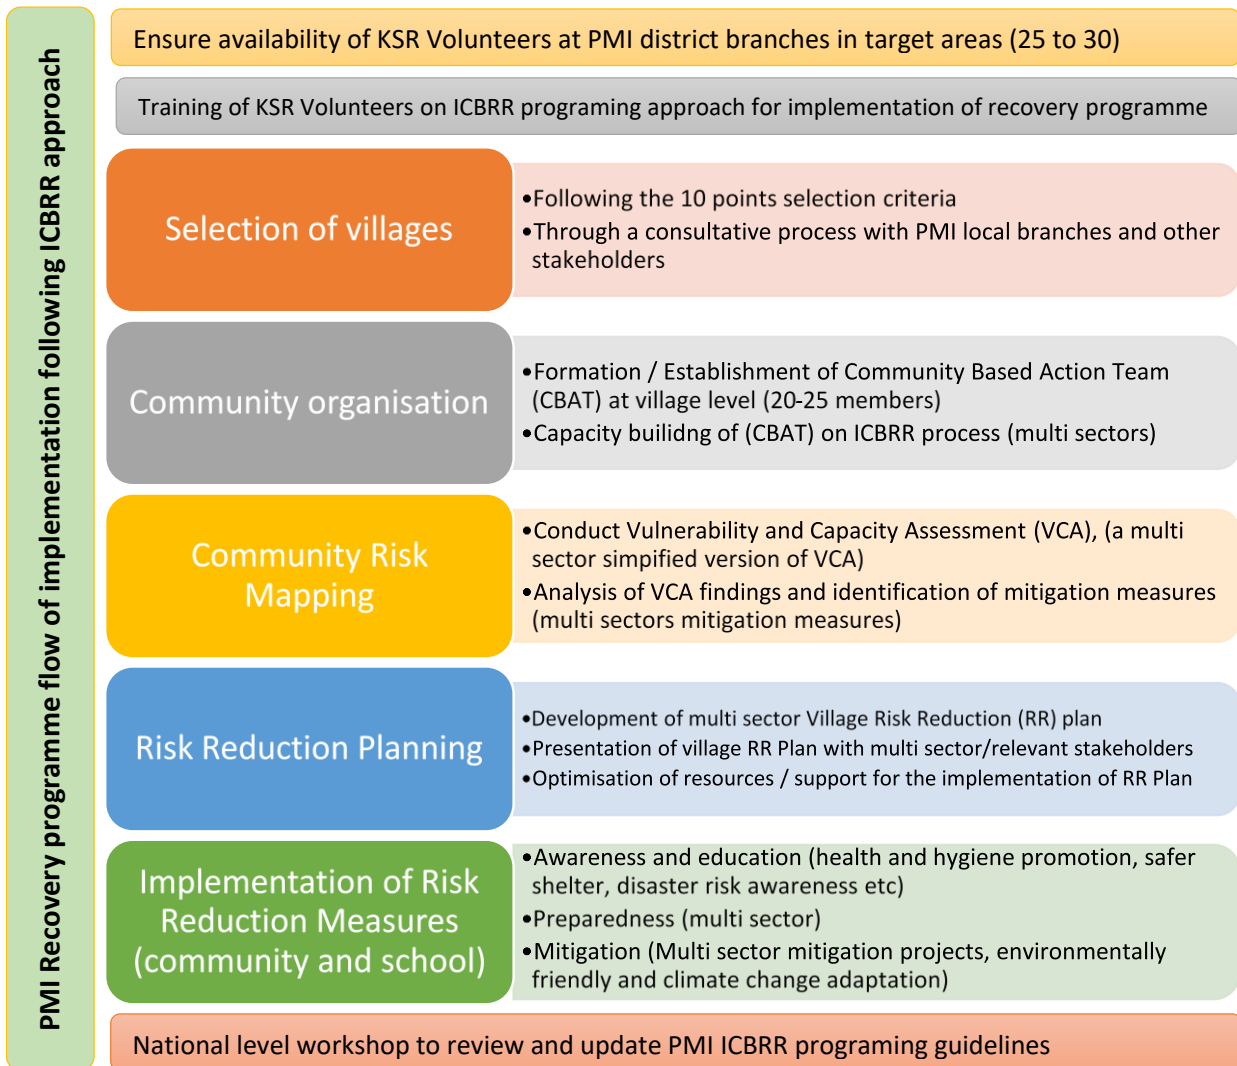 PMI Recovery programme flow of implementation following ICBRR approach
Ensure availability of KSR Volunteers at PMI district branches in target areas (25 to 30)
Training of KSR Volunteers on ICBRR programing approach for implementation of recovery programme
Selection of villages
•Following the 10 points selection criteria
•Through a consultative process with PMI local branches and other
stakeholders
Community organisation
•Formation / Establishment of Community Based Action Team
(CBAT) at village level (20-25 members)
•Capacity builidng of (CBAT) on ICBRR process (multi sectors)
Community Risk
Mapping
•Conduct Vulnerability and Capacity Assessment (VCA), (a multi
sector simpified version of VCA)
•Analysis of VCA findings and identification of mitigation measures
(multi sectors mitigation measures)
Risk Reduction Planning
•Development of multi sector Village Risk Reduction (RR) plan
•Presentation of village RR Plan with multi sector/relevant stakeholders
•Optimisation of resources / support for the implementation of RR Plan
Implementation of Risk
Reduction Measures
(community and school)
•Awareness and education (health and hygiene promotion, safer
shelter, disaster risk awareness etc)
•Preparedness (multi sector)
•Mitigation (Multi sector mitigation projects, environmentally
friendly and climate change adaptation)
National level workshop to review and update PMI ICBRR programing guidelines